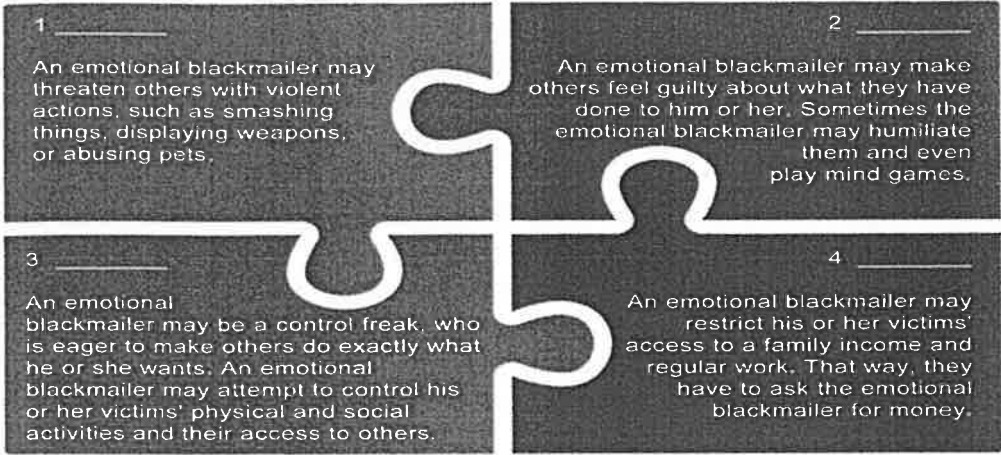 1 ________
An emotional blackmailer may
threaten others with violent
actions, such as smashing
things, displaying weapons,
or abusing pets.
2 ________
An emotional blackmailer may make
others feel guilty about what they have
done to him or her. Sometimes the
emotional blackmailer may humiliate
them and even
play mind games.
3 ________
An emotional
blackmailer may be a control freak, who
is eager to make others do exactly what
he or she wants. An emotional
blackmailer may attempt to control his
or her victims' physical and social
activities and their access to others.
4 ________
An emotional blackmailer may
restrict his or her victims'
access to a family income and
regular work. That way, they
have to ask the emotional
blackmailer for money.